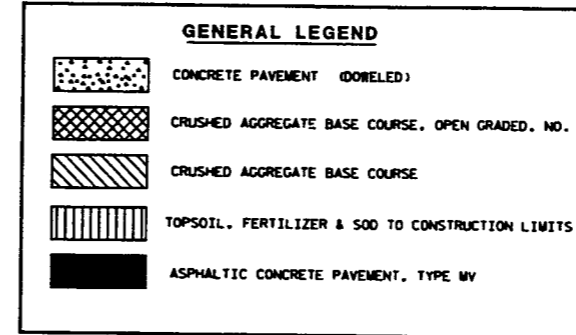 GENERAL LEGEND
CONCRETE PAVEMENT (DOWELED)
CRUSHED AGGREGATE BASE COURSE, OPEN GRADED, NO.
CRUSHED AGGREGATE BASE COURSE
TOPSOIL, FERTILIZER & SOD TO CONSTRUCTION LIMITS
ASPHALTIC CONCRETE PAVEMENT, TYPE MV